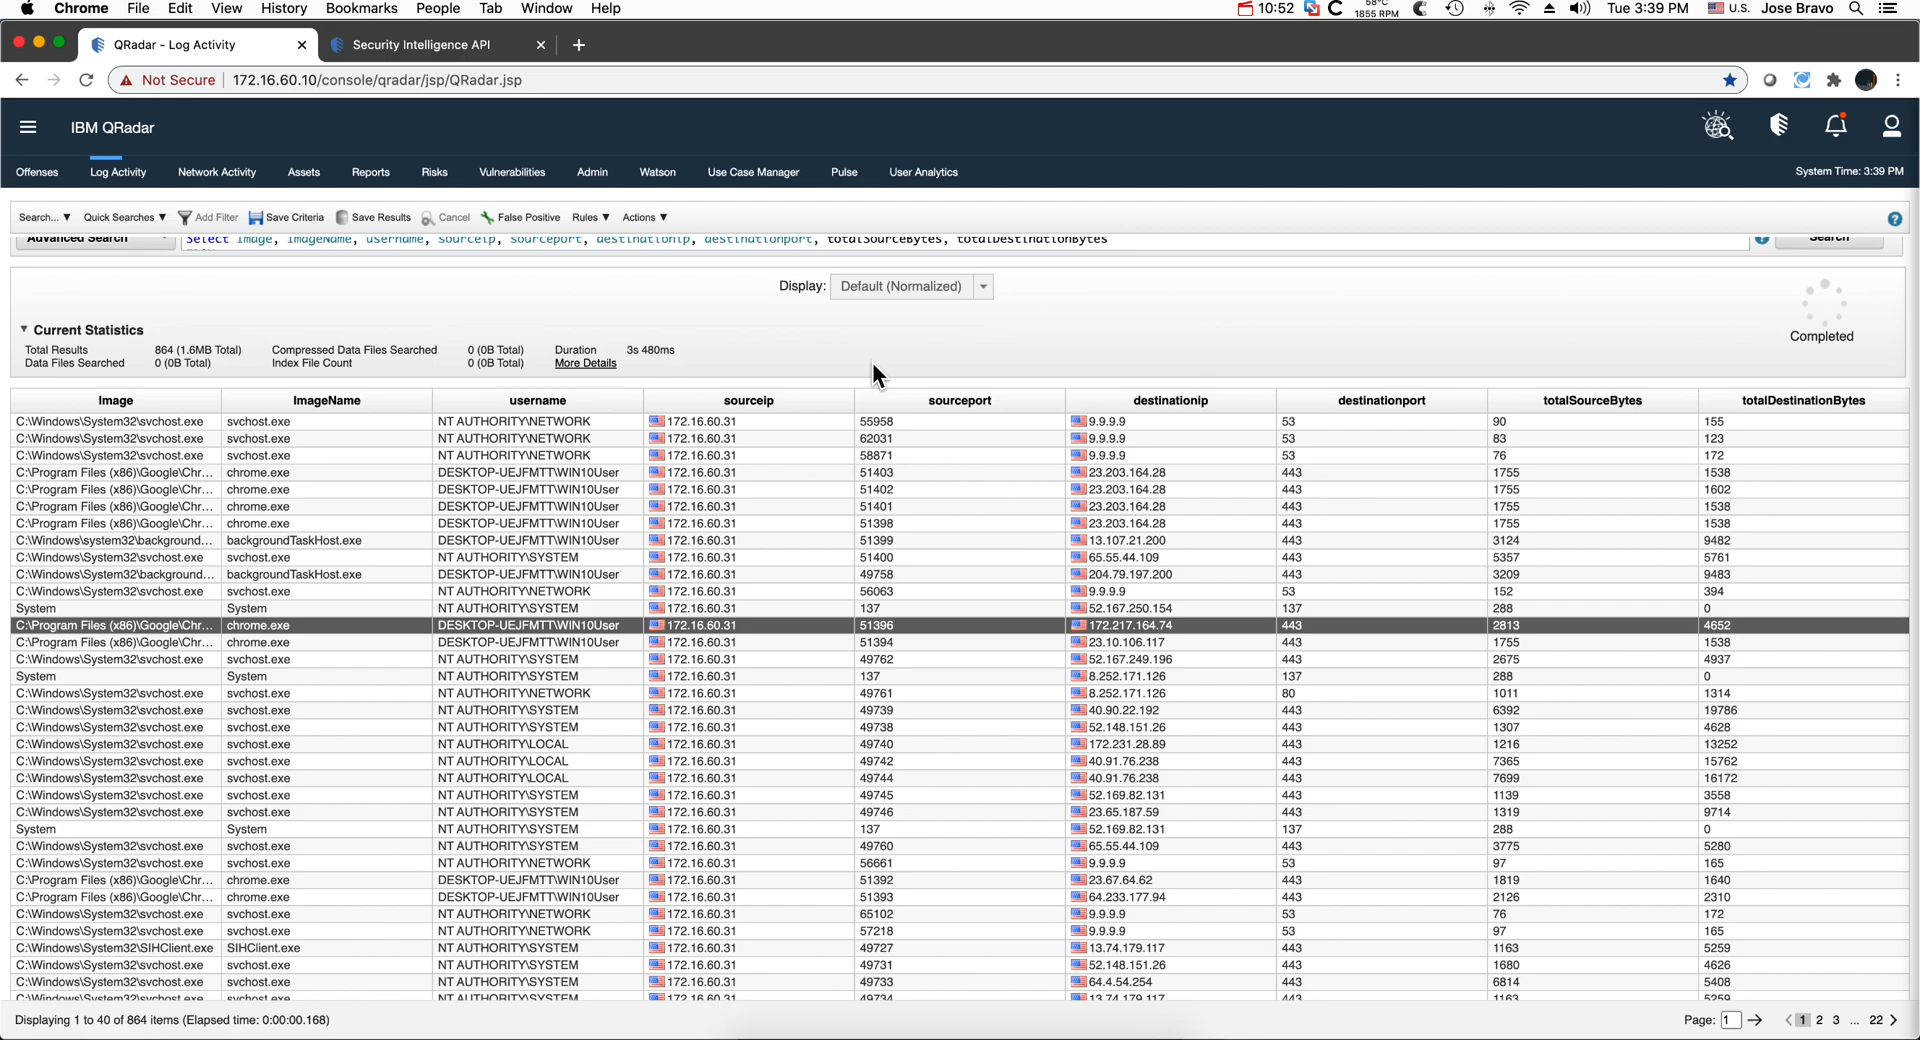 Chrome File Edit View History Bookmarks People Tab Window Help 10:52 58°C 1855 RPM Tue 3:39 PM U.S. Jose Bravo
QRadar - Log Activity Security Intelligence API
Not Secure 172.16.60.10/console/qradar/jsp/QRadar.jsp
IBM QRadar
Offenses Log Activity Network Activity Assets Reports Risks Vulnerabilities Admin Watson Use Case Manager Pulse User Analytics System Time: 3:39 PM
Search... Quick Searches Add Filter Save Criteria Save Results Cancel False Positive Rules Actions
Advanced Search Select Image, ImageName, username, sourceip, sourceport, destinationip, destinationport, totalSourceBytes, totalDestinationBytes Search
Display: Default (Normalized)
Completed
Current Statistics
Total Results 864 (1.6MB Total) Compressed Data Files Searched 0 (0B Total) Duration 3s 480ms
Data Files Searched 0 (0B Total) Index File Count 0 (0B Total) More Details
Image ImageName username sourceip sourceport destinationip destinationport totalSourceBytes totalDestinationBytes
C:\Windows\System32\svchost.exe svchost.exe NT AUTHORITY\NETWORK 172.16.60.31 55958 9.9.9.9 53 90 155
C:\Windows\System32\svchost.exe svchost.exe NT AUTHORITY\NETWORK 172.16.60.31 62031 9.9.9.9 53 83 123
C:\Windows\System32\svchost.exe svchost.exe NT AUTHORITY\NETWORK 172.16.60.31 58871 9.9.9.9 53 76 172
C:\Program Files (x86)\Google\Chr... chrome.exe DESKTOP-UEJFMTT\WIN10User 172.16.60.31 51403 23.203.164.28 443 1755 1538
C:\Program Files (x86)\Google\Chr... chrome.exe DESKTOP-UEJFMTT\WIN10User 172.16.60.31 51402 23.203.164.28 443 1755 1602
C:\Program Files (x86)\Google\Chr... chrome.exe DESKTOP-UEJFMTT\WIN10User 172.16.60.31 51401 23.203.164.28 443 1755 1538
C:\Program Files (x86)\Google\Chr... chrome.exe DESKTOP-UEJFMTT\WIN10User 172.16.60.31 51398 23.203.164.28 443 1755 1538
C:\Windows\system32\background... backgroundTaskHost.exe DESKTOP-UEJFMTT\WIN10User 172.16.60.31 51399 13.107.21.200 443 3124 9482
C:\Windows\System32\svchost.exe svchost.exe NT AUTHORITY\SYSTEM 172.16.60.31 51400 65.55.44.109 443 5357 5761
C:\Windows\System32\background... backgroundTaskHost.exe DESKTOP-UEJFMTT\WIN10User 172.16.60.31 49758 204.79.197.200 443 3209 9483
C:\Windows\System32\svchost.exe svchost.exe NT AUTHORITY\NETWORK 172.16.60.31 56063 9.9.9.9 53 152 394
System System NT AUTHORITY\SYSTEM 172.16.60.31 137 52.167.250.154 137 288 0
C:\Program Files (x86)\Google\Chr... chrome.exe DESKTOP-UEJFMTT\WIN10User 172.16.60.31 51396 172.217.164.74 443 2813 4652
C:\Program Files (x86)\Google\Chr... chrome.exe DESKTOP-UEJFMTT\WIN10User 172.16.60.31 51394 23.10.106.117 443 1755 1538
C:\Windows\System32\svchost.exe svchost.exe NT AUTHORITY\SYSTEM 172.16.60.31 49762 52.167.249.196 443 2675 4937
System System NT AUTHORITY\SYSTEM 172.16.60.31 137 8.252.171.126 137 288 0
C:\Windows\System32\svchost.exe svchost.exe NT AUTHORITY\NETWORK 172.16.60.31 49761 8.252.171.126 80 1011 1314
C:\Windows\System32\svchost.exe svchost.exe NT AUTHORITY\SYSTEM 172.16.60.31 49739 40.90.22.192 443 6392 19786
C:\Windows\System32\svchost.exe svchost.exe NT AUTHORITY\SYSTEM 172.16.60.31 49738 52.148.151.26 443 1307 4628
C:\Windows\System32\svchost.exe svchost.exe NT AUTHORITY\LOCAL 172.16.60.31 49740 172.231.28.89 443 1216 13252
C:\Windows\System32\svchost.exe svchost.exe NT AUTHORITY\LOCAL 172.16.60.31 49742 40.91.76.238 443 7365 15762
C:\Windows\System32\svchost.exe svchost.exe NT AUTHORITY\LOCAL 172.16.60.31 49744 40.91.76.238 443 7699 16172
C:\Windows\System32\svchost.exe svchost.exe NT AUTHORITY\SYSTEM 172.16.60.31 49745 52.169.82.131 443 1139 3558
C:\Windows\System32\svchost.exe svchost.exe NT AUTHORITY\SYSTEM 172.16.60.31 49746 23.65.187.59 443 1319 9714
System System NT AUTHORITY\SYSTEM 172.16.60.31 137 52.169.82.131 137 288 0
C:\Windows\System32\svchost.exe svchost.exe NT AUTHORITY\SYSTEM 172.16.60.31 49760 65.55.44.109 443 3775 5280
C:\Windows\System32\svchost.exe svchost.exe NT AUTHORITY\NETWORK 172.16.60.31 56661 9.9.9.9 53 97 165
C:\Program Files (x86)\Google\Chr... chrome.exe DESKTOP-UEJFMTT\WIN10User 172.16.60.31 51392 23.67.64.62 443 1819 1640
C:\Program Files (x86)\Google\Chr... chrome.exe DESKTOP-UEJFMTT\WIN10User 172.16.60.31 51393 64.233.177.94 443 2126 2310
C:\Windows\System32\svchost.exe svchost.exe NT AUTHORITY\NETWORK 172.16.60.31 65102 9.9.9.9 53 76 172
C:\Windows\System32\svchost.exe svchost.exe NT AUTHORITY\NETWORK 172.16.60.31 57218 9.9.9.9 53 97 165
C:\Windows\System32\SIHClient.exe SIHClient.exe NT AUTHORITY\SYSTEM 172.16.60.31 49727 13.74.179.117 443 1163 5259
C:\Windows\System32\svchost.exe svchost.exe NT AUTHORITY\SYSTEM 172.16.60.31 49731 52.148.151.26 443 1680 4626
C:\Windows\System32\svchost.exe svchost.exe NT AUTHORITY\SYSTEM 172.16.60.31 49733 64.4.54.254 443 6814 5408
C:\Windows\System32\svchost.exe svchost.exe NT AUTHORITY\SYSTEM 172.16.60.31 49734 13.74.179.117 443 1163 5259
Displaying 1 to 40 of 864 items (Elapsed time: 0:00:00.168) Page: 1 1 2 3 ... 22